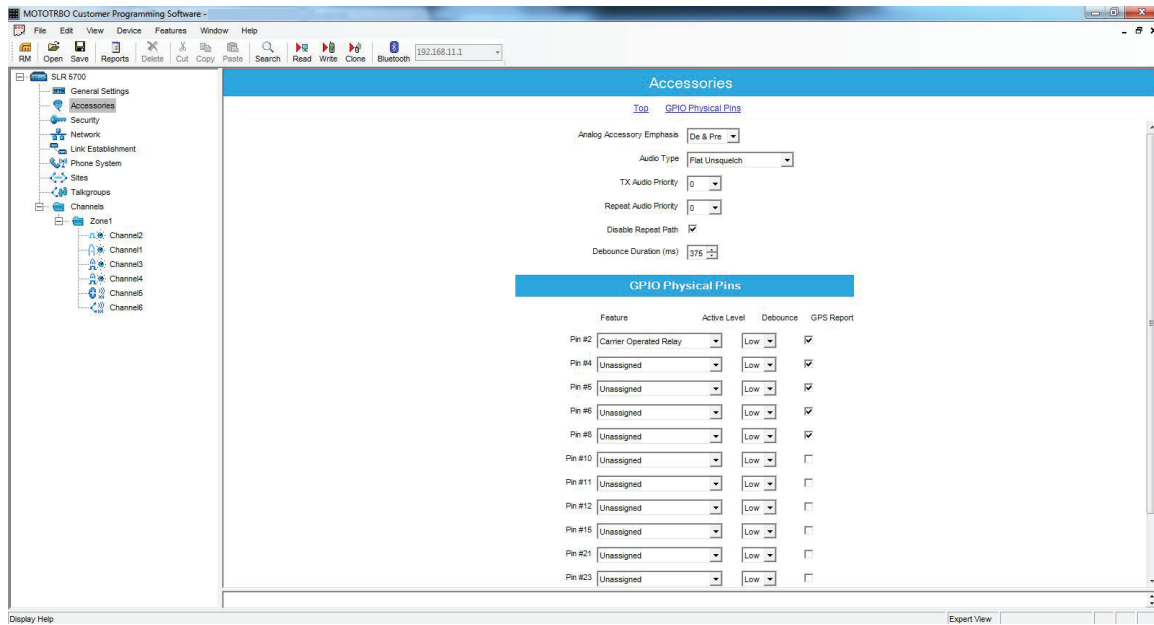 MOTOTRBO Customer Programming Software -
File Edit View Device Features Window Help
RM Open Save Reports Delete Cut Copy Paste Search Read Write Clone Bluetooth 192.168.11.1
SLR 5700
General Settings
Accessories
Security
Network
Link Establishment
Phone System
Sites
Talkgroups
Channels
Zone1
Channel2
Channel1
Channel3
Channel4
Channel5
Channel6
Accessories
Top GPIO Physical Pins
Analog Accessory Emphasis De & Pre
Audio Type Flat Unsquelch
TX Audio Priority 0
Repeat Audio Priority 0
Disable Repeat Path
Debounce Duration (ms) 375
GPIO Physical Pins
Feature Active Level Debounce GPS Report
Pin #2 Carrier Operated Relay Low
Pin #4 Unassigned Low
Pin #5 Unassigned Low
Pin #6 Unassigned Low
Pin #8 Unassigned Low
Pin #10 Unassigned Low
Pin #11 Unassigned Low
Pin #12 Unassigned Low
Pin #15 Unassigned Low
Pin #21 Unassigned Low
Pin #23 Unassigned Low
Display Help Expert View